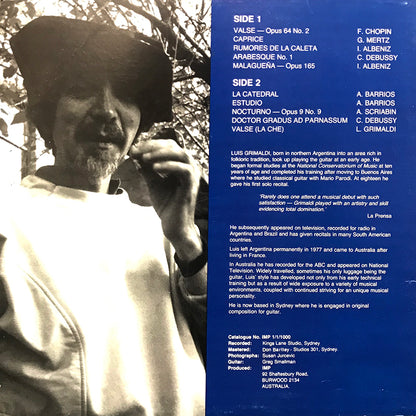 SIDE 1
VALSE — Opus 64 No. 2 F. CHOPIN
CAPRICE G. MERTZ
RUMORES DE LA CALETA I. ALBENIZ
ARABESQUE No. 1 C. DEBUSSY
MALAGUEÑA — Opus 165 I. ALBENIZ
SIDE 2
LA CATEDRAL A. BARRIOS
ESTUDIO A. BARRIOS
NOCTURNO — Opus 9 No. 9 A. SCRIABIN
DOCTOR GRADUS AD PARNASSUM C. DEBUSSY
VALSE (LA CHE) L. GRIMALDI
LUIS GRIMALDI, born in northern Argentina into an area rich in
folkloric tradition, took up playing the guitar at an early age. He
began formal studies at the National Conservatorium of Music at ten
years of age and completed his training after moving to Buenos Aires
where he studied classical guitar with Mario Parodi. At eighteen he
gave his first solo recital.
"Rarely does one attend a musical debut with such
satisfaction — Grimaldi played with an artistry and skill
evidencing total domination."
La Prensa
He subsequently appeared on television, recorded for radio in
Argentina and Brazil and has given recitals in many South American
countries.
Luis left Argentina permanently in 1977 and came to Australia after
living in France.
In Australia he has recorded for the ABC and appeared on National
Television. Widely travelled, sometimes his only luggage being the
guitar, Luis' style has developed not only from his early technical
training but as a result of wide exposure to a variety of musical
environments, coupled with continued striving for an unique musical
personality.
He is now based in Sydney where he is engaged in original
composition for guitar.
Catalogue No. IMP 1/1/1000
Recorded: Kings Lane Studio, Sydney
Mastered: Don Bartley - Studios 301, Sydney.
Photographs: Susan Jurcevic
Guitar: Greg Smallman
Produced: IMP
92 Shaftesbury Road,
BURWOOD 2134
AUSTRALIA.